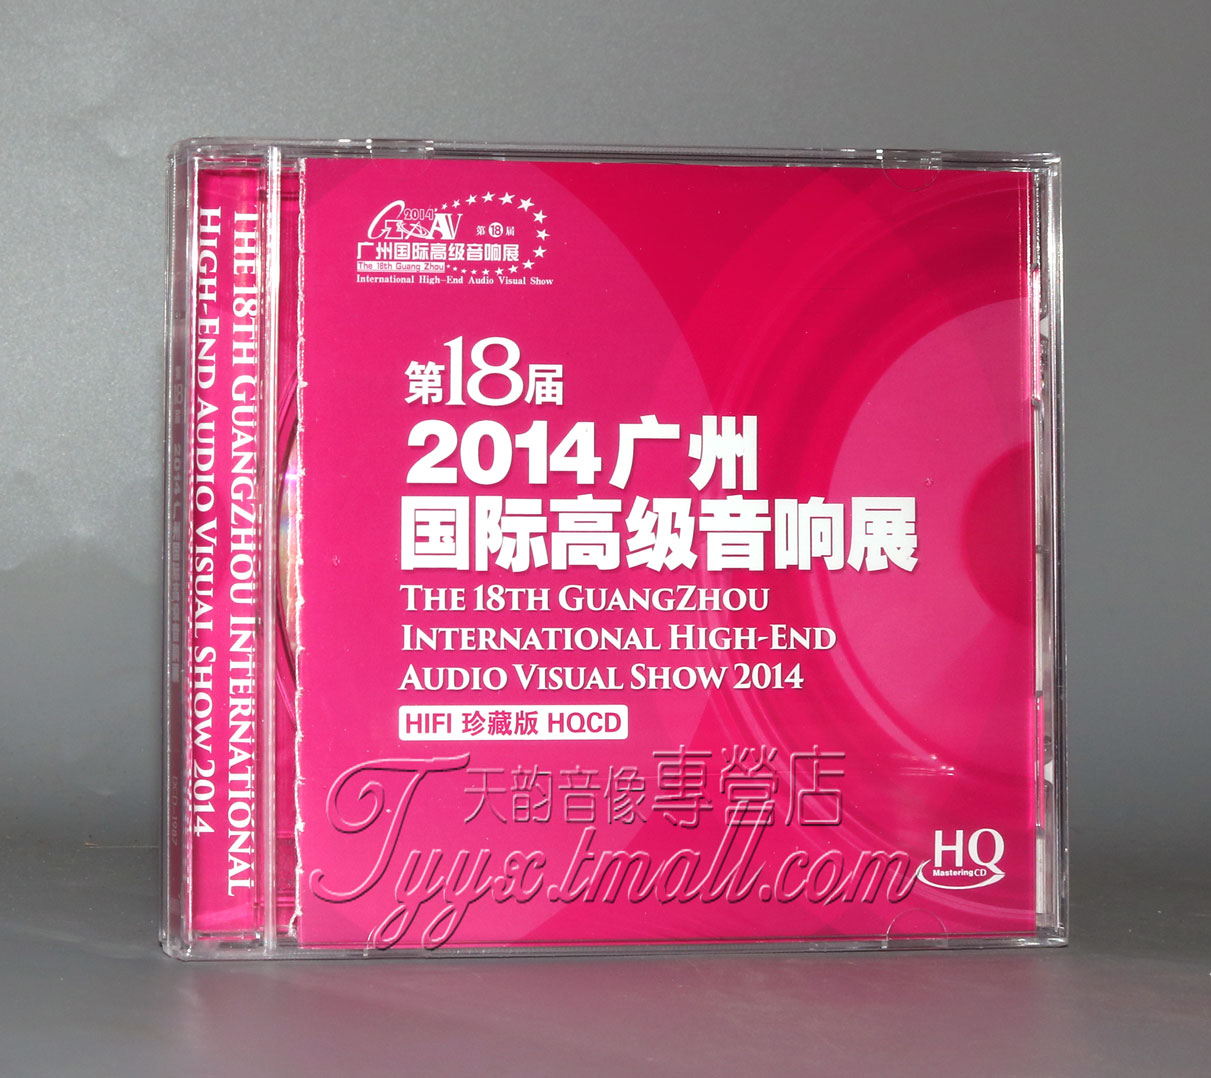 THE 18TH GUANGZHOU INTERNATIONAL
HIGH-END AUDIO VISUAL SHOW 2014
2014
AV
第18届
广州国际高级音响展
The 18th Guang Zhou
International High-End Audio Visual Show
第18届
2014广州
国际高级音响展
THE 18TH GUANGZHOU
INTERNATIONAL HIGH-END
AUDIO VISUAL SHOW 2014
HIFI 珍藏版 HQCD
天韵音像專營店
Tyyx.tmall.com
HQ
Mastering CD